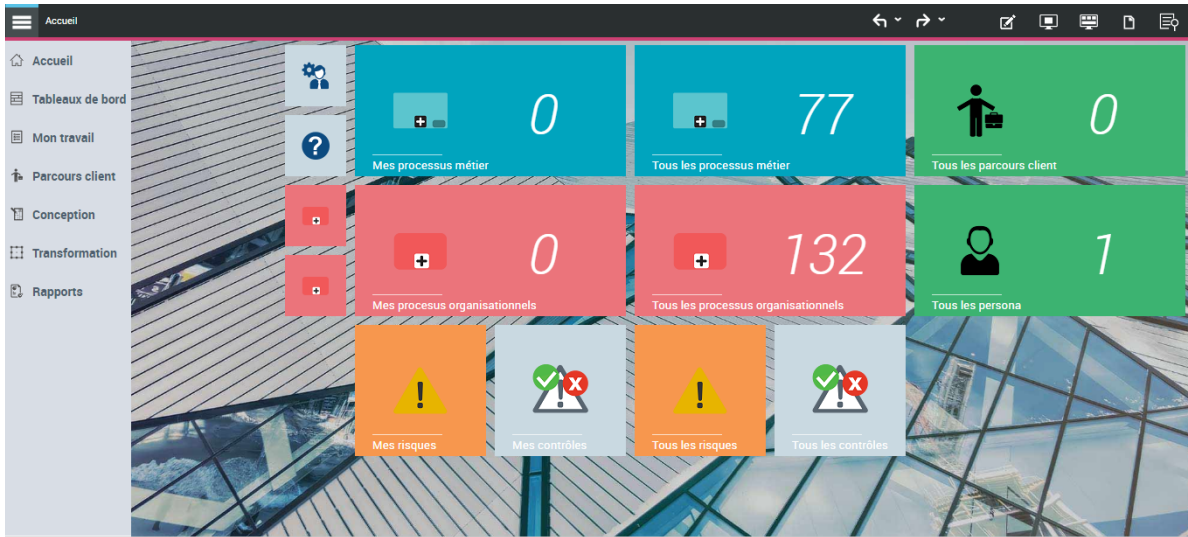 Accueil
Accueil
Tableaux de bord
Mon travail
Parcours client
Conception
Transformation
Rapports
?
0
Mes processus métier
77
Tous les processus métier
0
Tous les parcours client
0
Mes procesus organisationnels
132
Tous les processus organisationnels
1
Tous les persona
Mes risques
Mes contrôles
Tous les risques
Tous les contrôles